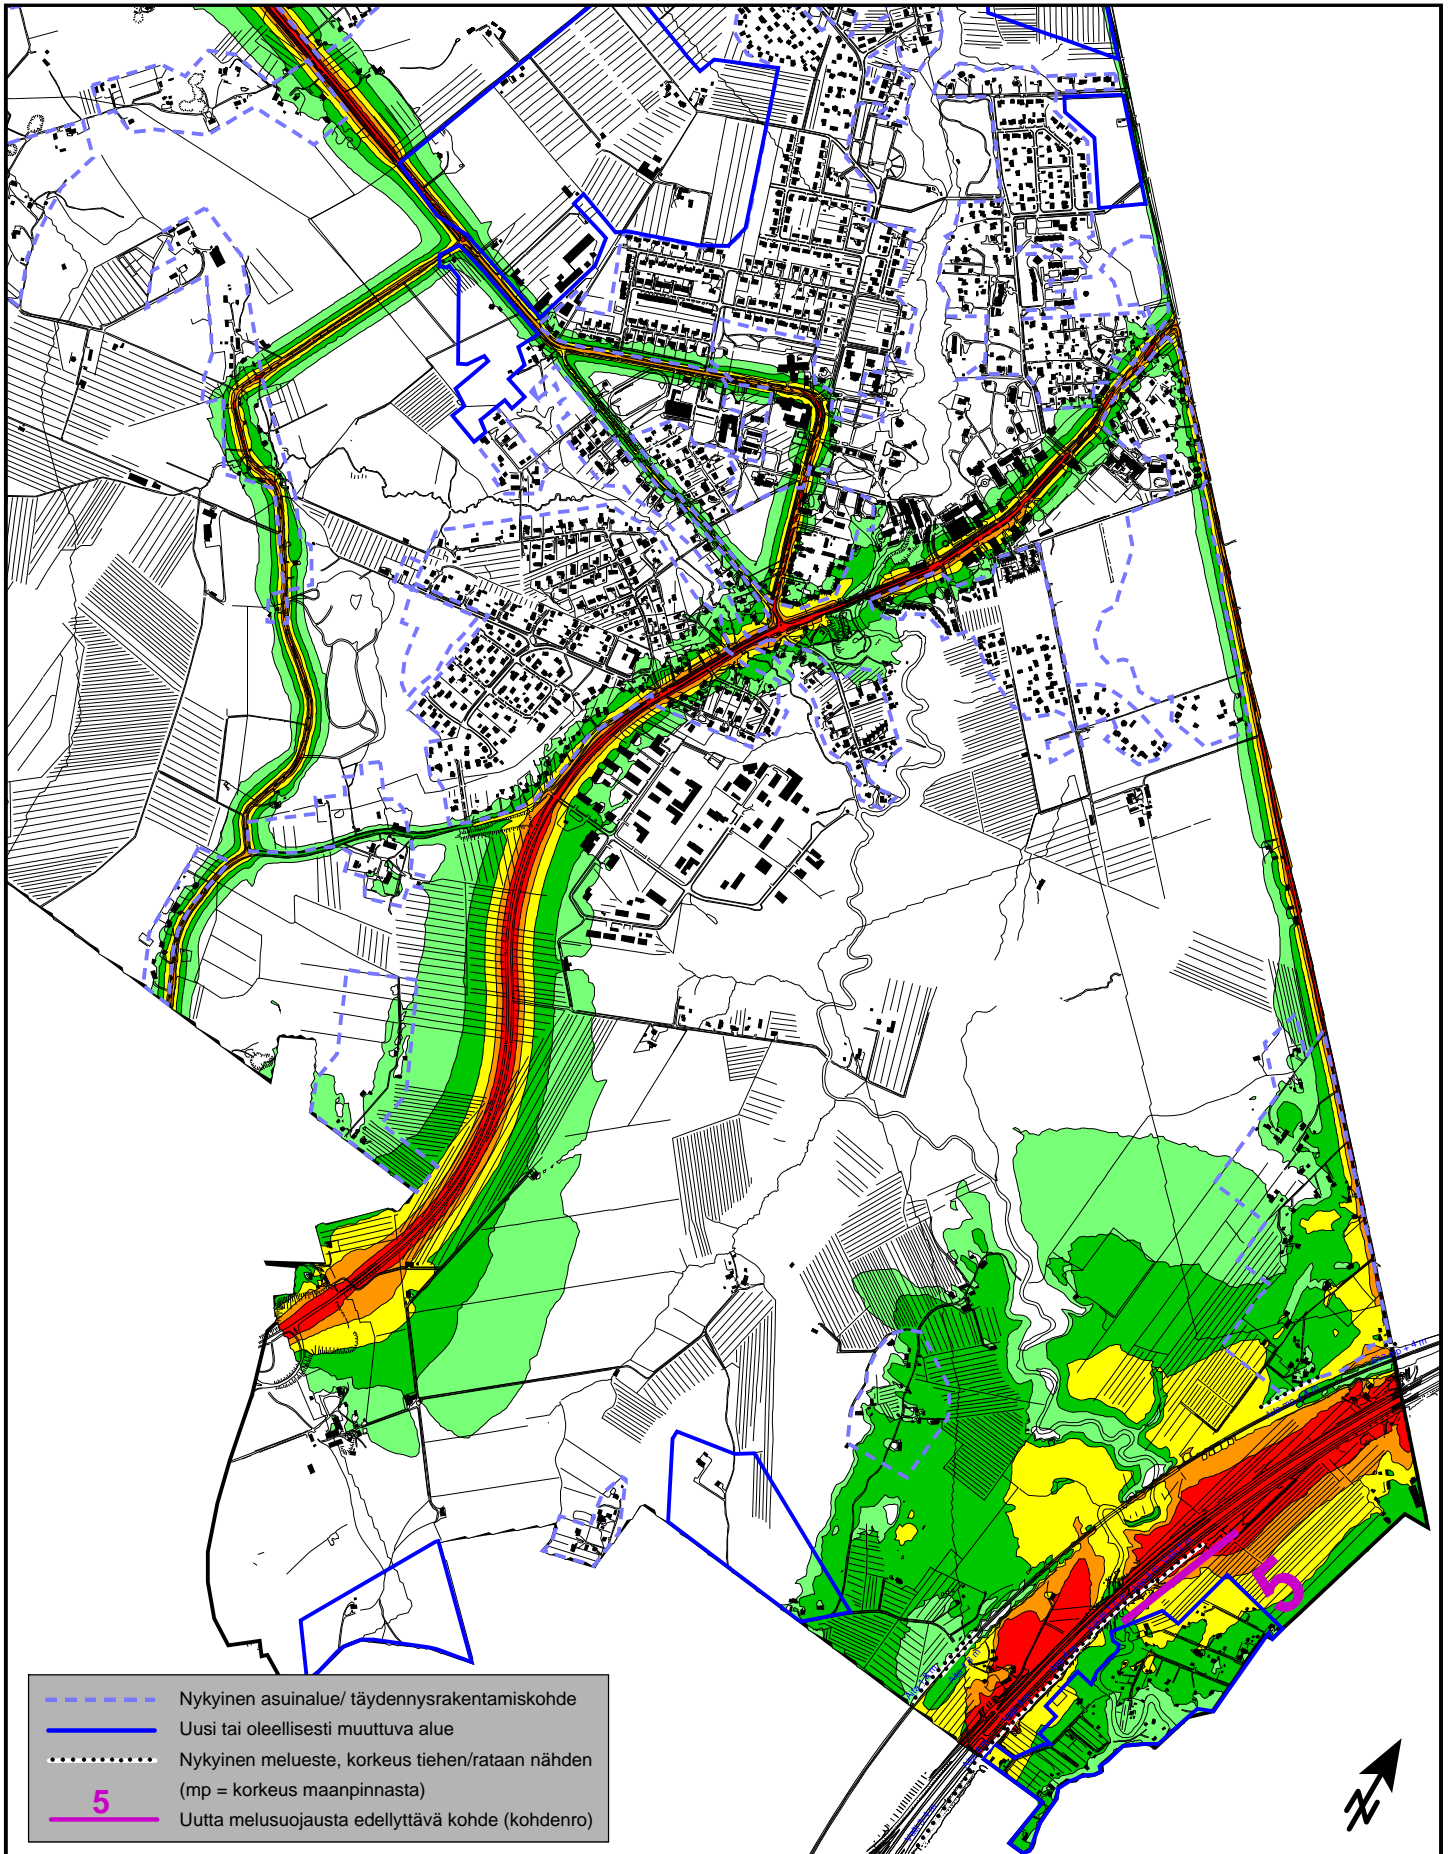 5
Nykyinen asuinalue/ täydennysrakentamiskohde
Uusi tai oleellisesti muuttuva alue
Nykyinen melueste, korkeus tiehen/rataan nähden
(mp = korkeus maanpinnasta)
5
Uutta melusuojausta edellyttävä kohde (kohdenro)
N